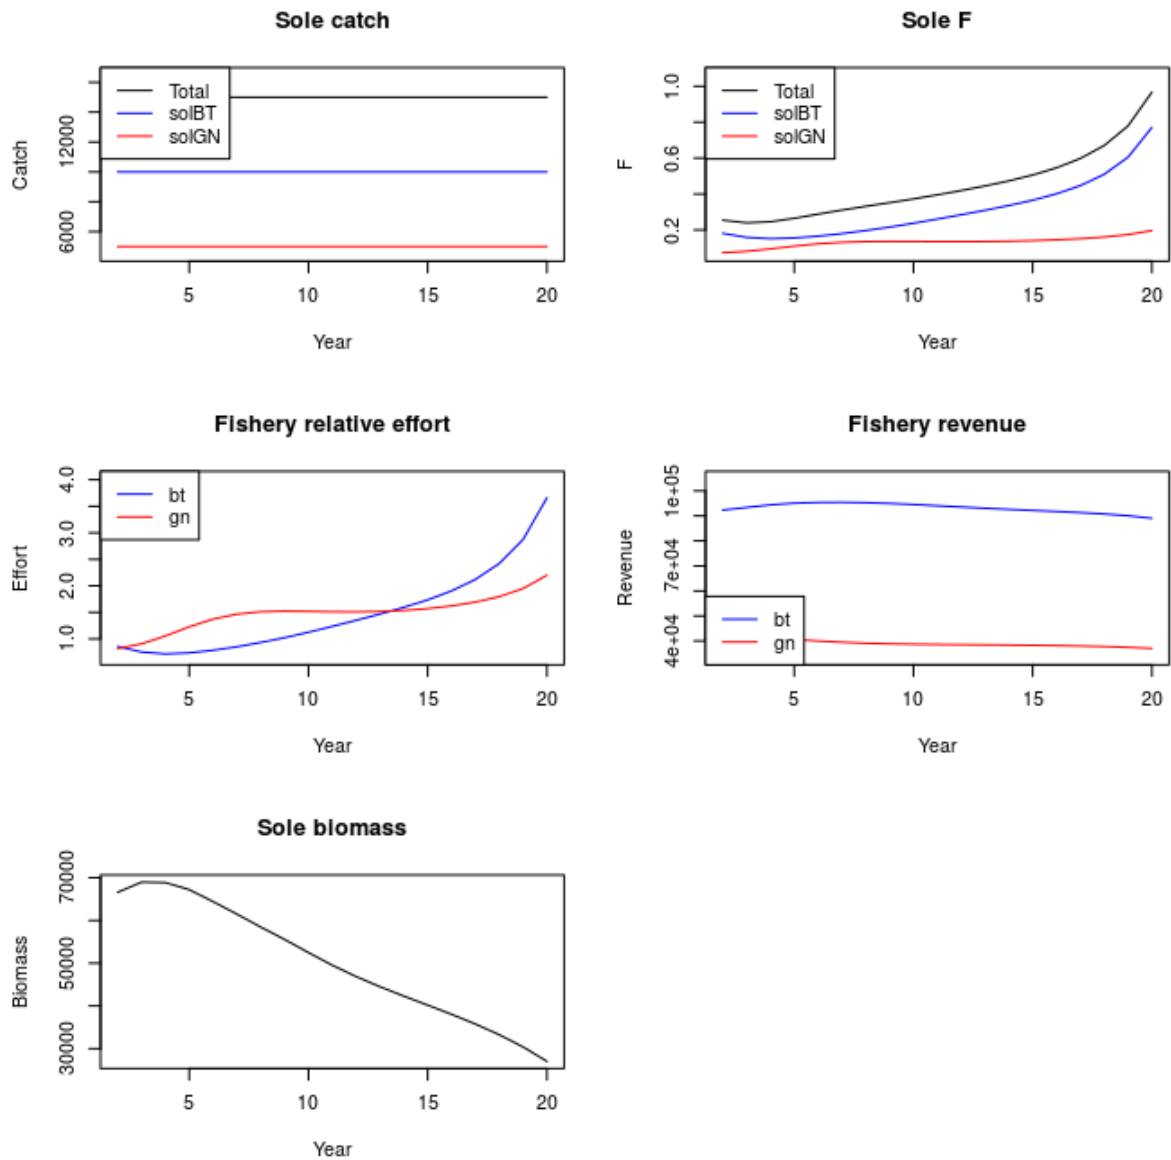 Sole catch
Total
solBT
solGN
Catch
6000
12000
5
10
15
20
Year
Sole F
Total
solBT
solGN
F
0.2
0.6
1.0
5
10
15
20
Year
Fishery relative effort
bt
gn
Effort
1.0
2.0
3.0
4.0
5
10
15
20
Year
Fishery revenue
bt
gn
Revenue
4e+04
7e+04
1e+05
5
10
15
20
Year
Sole biomass
Biomass
30000
50000
70000
5
10
15
20
Year